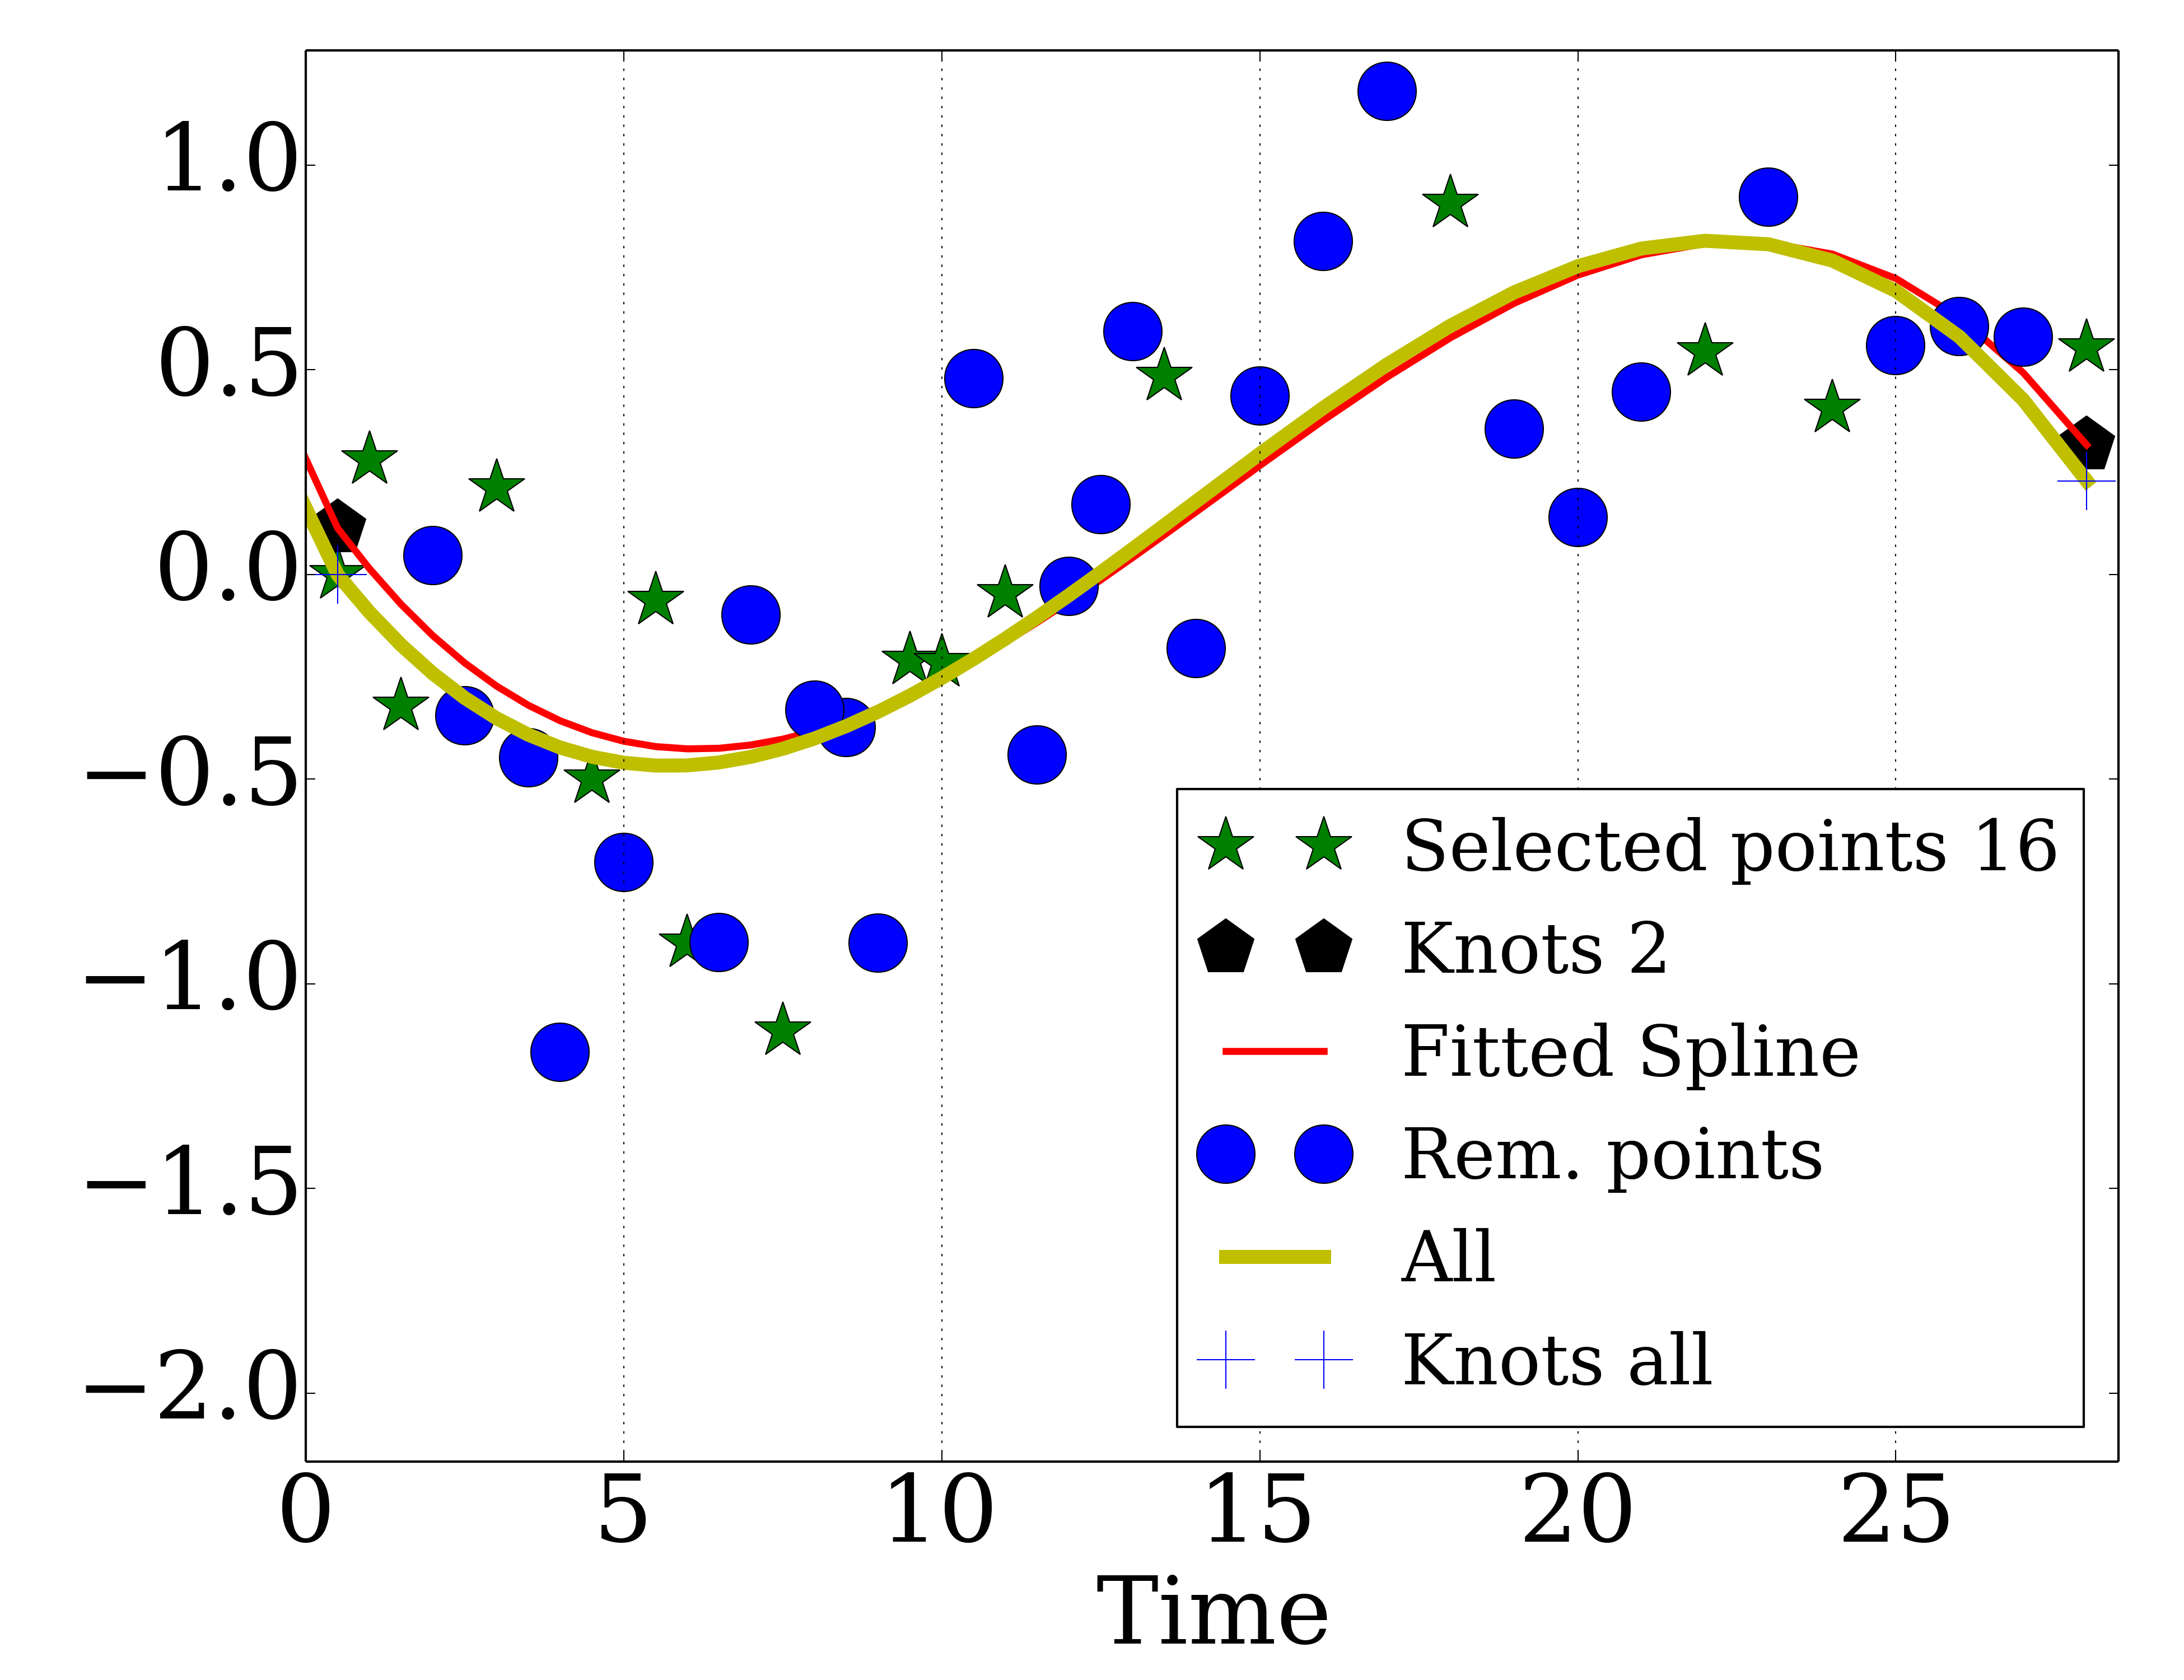 1.0
0.5
0.0
−0.5
−1.0
−1.5
−2.0
Selected points 16
Knots 2
Fitted Spline
Rem. points
All
Knots all
0 5 10 15 20 25
Time